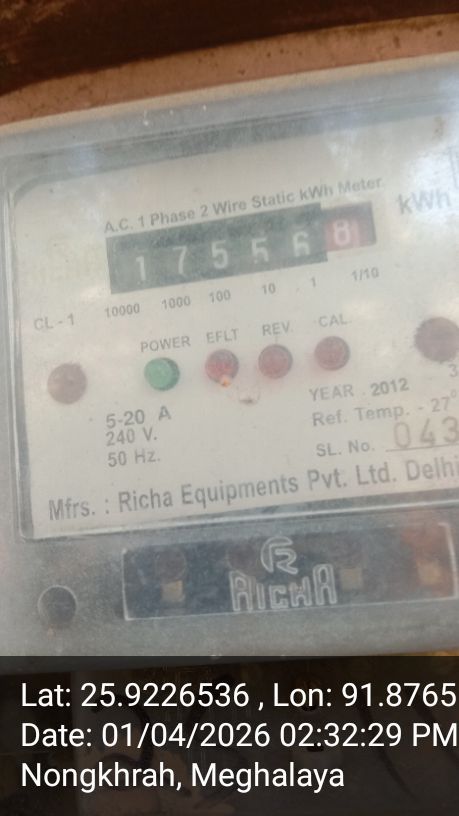 A.C. 1 Phase 2 Wire Static kWh Meter
kWh
1 7 5 5 6 8
10000 1000 100 10 1 1/10
CL - 1
POWER EFLT REV. CAL
5-20 A
240 V.
50 Hz.
YEAR - 2012
Ref. Temp. - 27°
SL. No. 043
Mfrs. : Richa Equipments Pvt. Ltd. Delhi
RICHA
Lat: 25.9226536 , Lon: 91.8765
Date: 01/04/2026 02:32:29 PM
Nongkhrah, Meghalaya